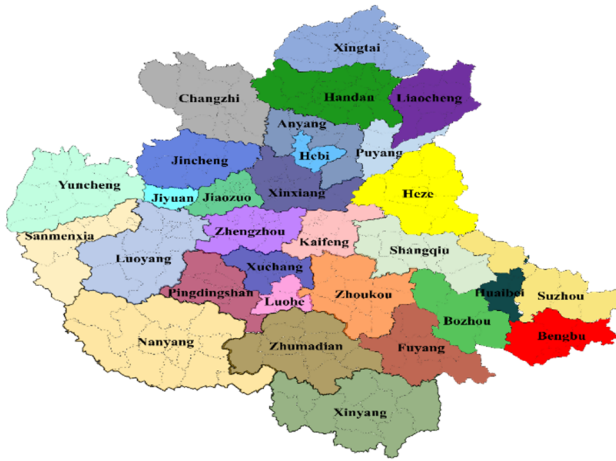 Xingtai
Changzhi
Handan
Liaocheng
Anyang
Hebi
Puyang
Jincheng
Yuncheng
Jiyuan
Jiaozuo
Xinxiang
Heze
Sanmenxia
Zhengzhou
Kaifeng
Luoyang
Shangqiu
Xuchang
Pingdingshan
Luohe
Zhoukou
Huaibei
Suzhou
Bozhou
Nanyang
Zhumadian
Fuyang
Bengbu
Xinyang